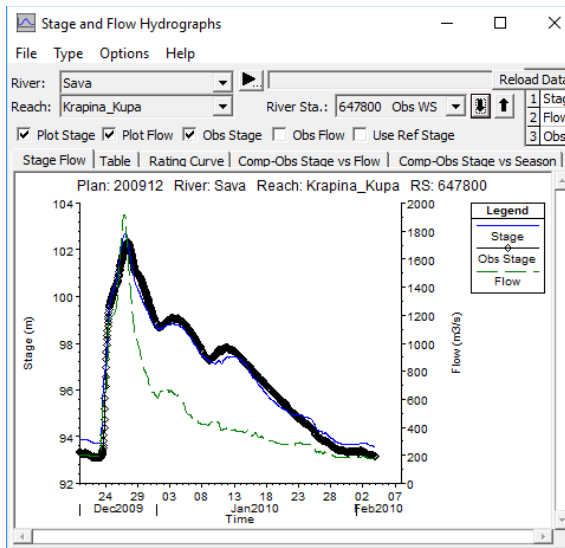 Stage and Flow Hydrographs
File Type Options Help
River: Sava Reload Data
Reach: Krapina_Kupa River Sta.: 647800 Obs WS
1 Stag
2 Flow
3 Obs
Plot Stage Plot Flow Obs Stage Obs Flow Use Ref Stage
Stage Flow Table Rating Curve Comp-Obs Stage vs Flow Comp-Obs Stage vs Season
Plan: 200912 River: Sava Reach: Krapina_Kupa RS: 647800
Legend
Stage
Obs Stage
Flow
Stage (m)
104
102
100
98
96
94
92
2000
1800
1600
1400
1200
1000
800
600
400
200
0
Flow (m3/s)
24 29 03 08 13 18 23 28 02 07
Dec2009 Jan2010 Feb2010
Time